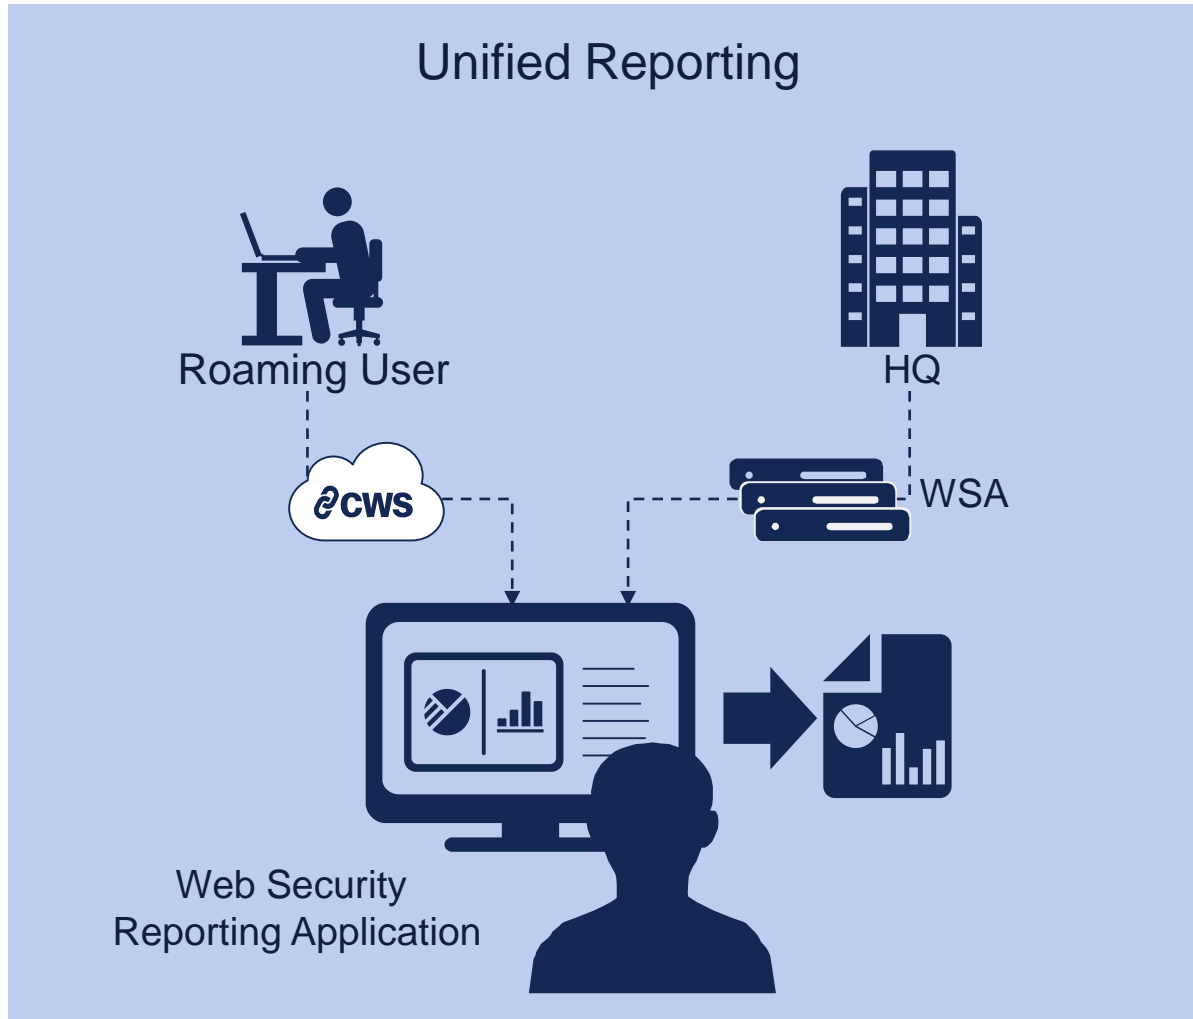 Unified Reporting
Roaming User
HQ
CWS
WSA
Web Security
Reporting Application